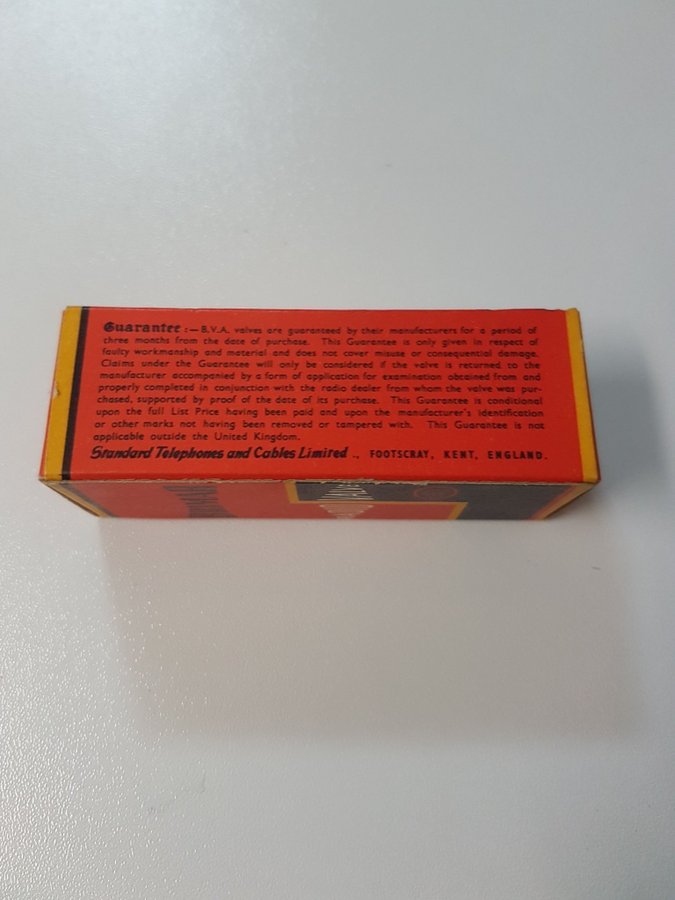 Guarantee :— B.V.A. valves are guaranteed by their manufacturers for a period of
three months from the date of purchase. This Guarantee is only given in respect of
faulty workmanship and material and does not cover misuse or consequential damage.
Claims under the Guarantee will only be considered if the valve is returned to the
manufacturer accompanied by a form of application for examination obtained from and
properly completed in conjunction with the radio dealer from whom the valve was pur-
chased, supported by proof of the date of its purchase. This Guarantee is conditional
upon the full List Price having been paid and upon the manufacturer's identification
or other marks not having been removed or tampered with. This Guarantee is not
applicable outside the United Kingdom.
Standard Telephones and Cables Limited ., FOOTSCRAY, KENT, ENGLAND.